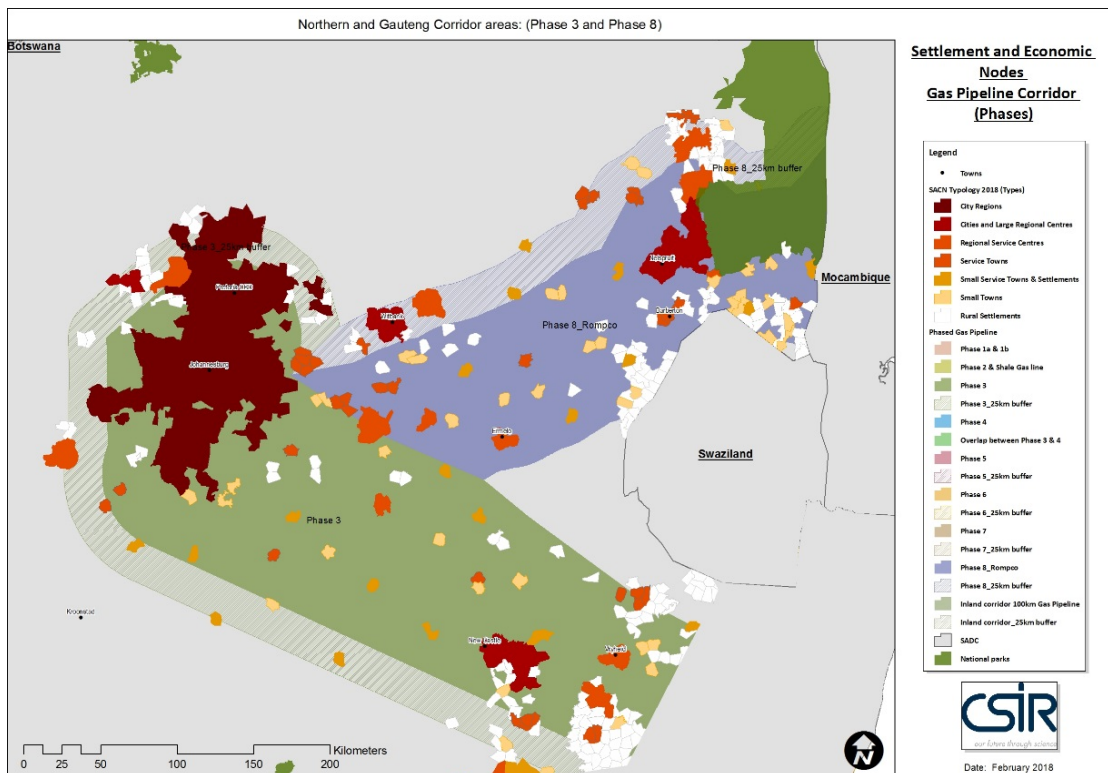 Northern and Gauteng Corridor areas: (Phase 3 and Phase 8)
Botswana
Phase 8_25km buffer
Phase 3_25km buffer
Mocambique
Phase 8_Rompco
Johannesburg
Swaziland
Phase 3
Kilometers
0 25 50 100 150 200
N
Settlement and Economic
Nodes
Gas Pipeline Corridor
(Phases)
Legend
Towns
SACN Typology 2018 (Types)
City Regions
Cities and Large Regional Centres
Regional Service Centres
Service Towns
Small Service Towns & Settlements
Small Towns
Rural Settlements
Phased Gas Pipeline
Phase 1a & 1b
Phase 2 & Shale Gas line
Phase 3
Phase 3_25km buffer
Phase 4
Overlap between Phase 3 & 4
Phase 5
Phase 5_25km buffer
Phase 6
Phase 6_25km buffer
Phase 7
Phase 7_25km buffer
Phase 8_Rompco
Phase 8_25km buffer
Inland corridor 100km Gas Pipeline
Inland corridor_25km buffer
SADC
National parks
CSIR
our future through science
Date: February 2018